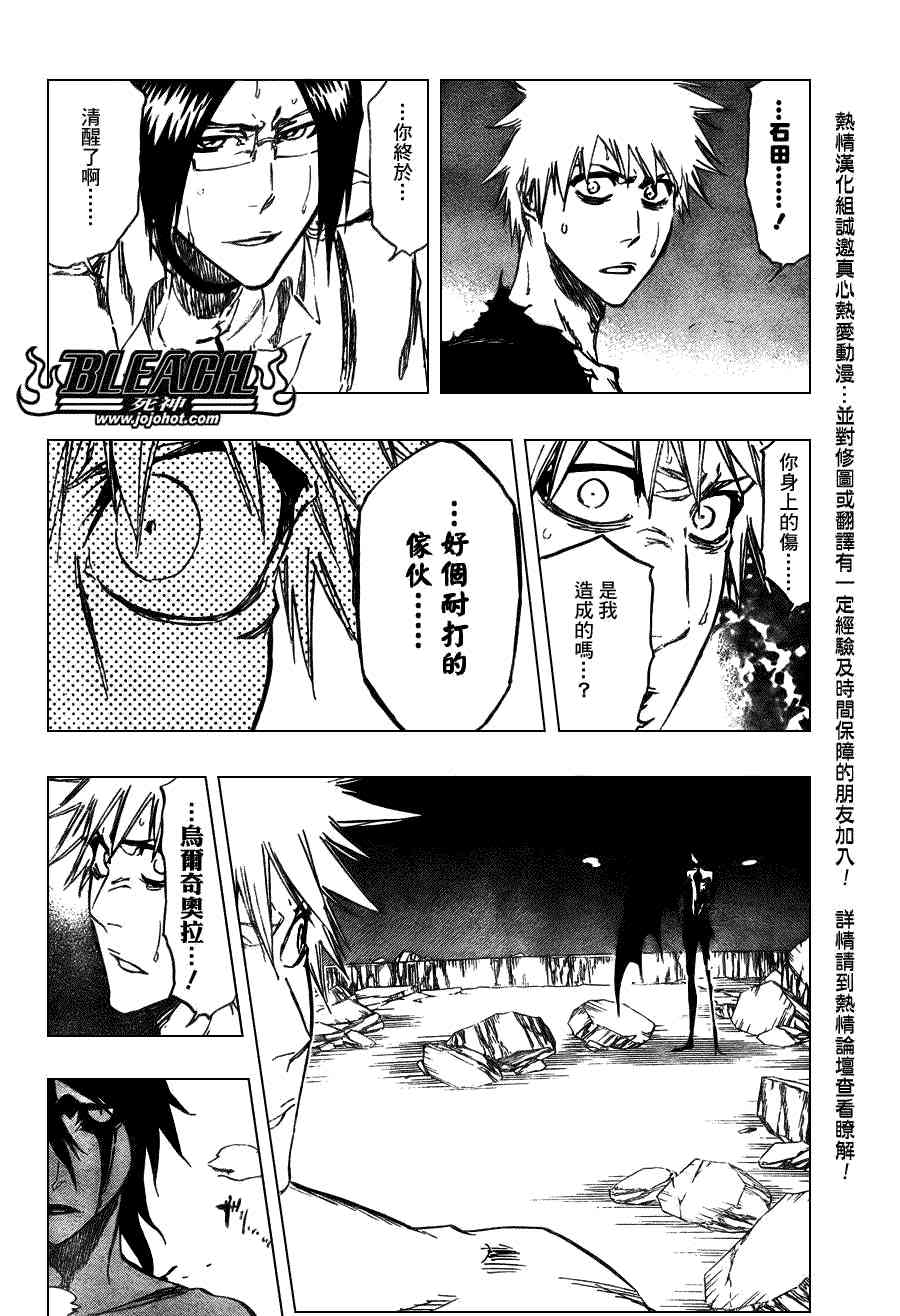 …石田……！
…你終於…
清醒了啊……
你身上的傷……
是我
造成的嗎…？
…好個耐打的
傢伙……
…烏爾奇奧拉…！
熱情漢化組誠邀真心熱愛動漫…並對修圖或翻譯有一定經驗及時間保障的朋友加入！　詳情請到熱情論壇查看瞭解！
BLEACH
死神
www.jojohot.com